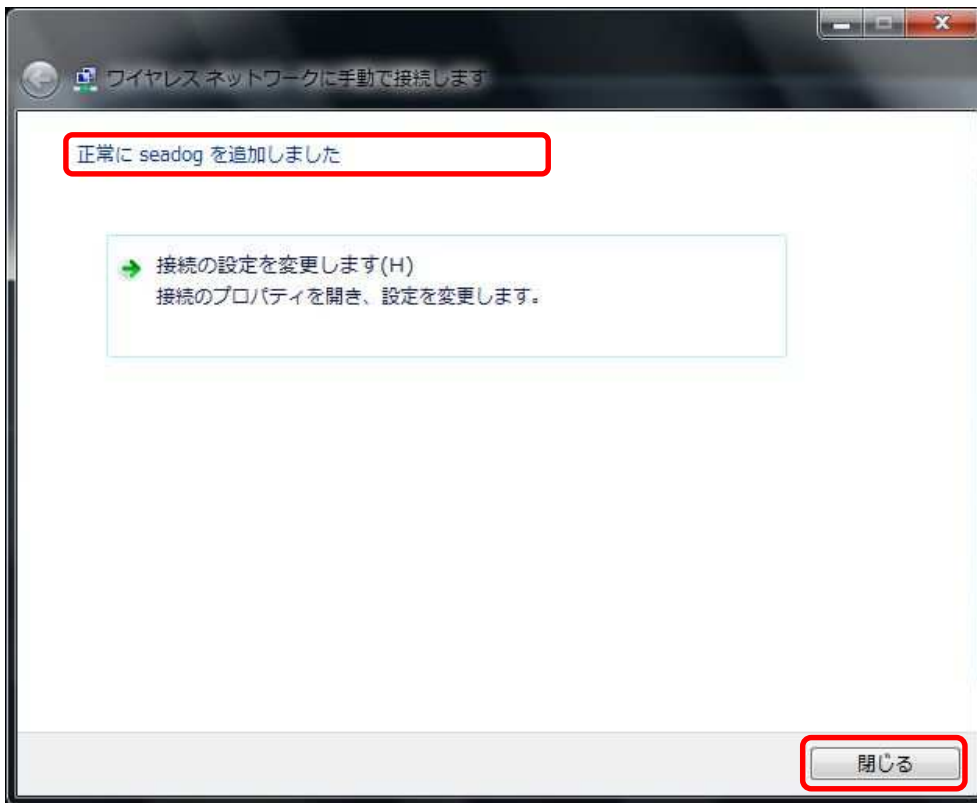 ワイヤレス ネットワークに手動で接続します
正常に seadog を追加しました
接続の設定を変更します(H)
接続のプロパティを開き、設定を変更します。
閉じる